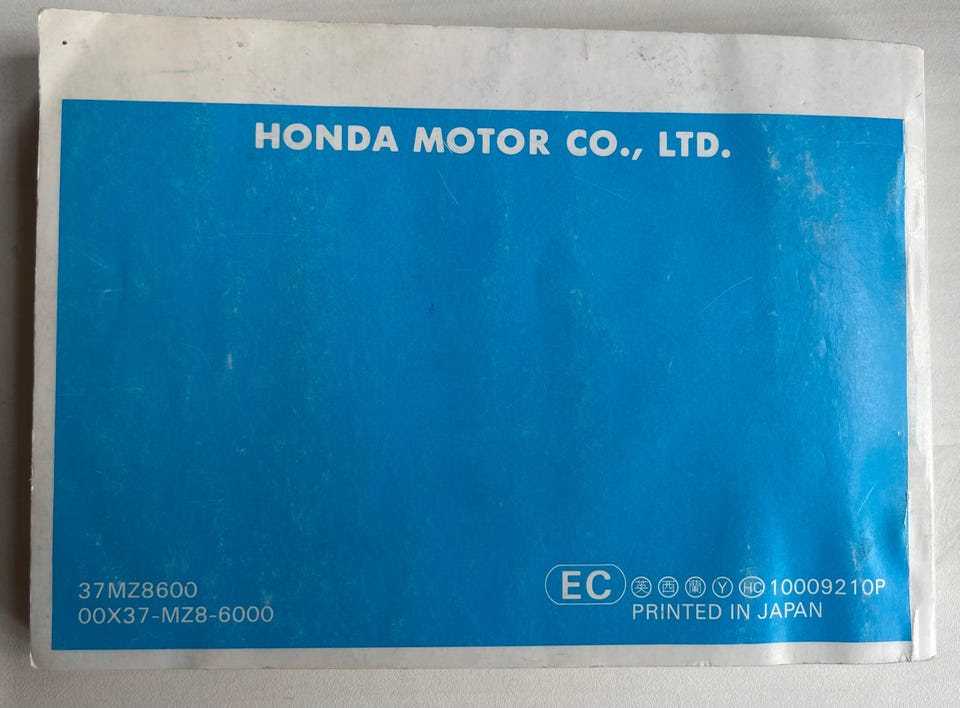 HONDA MOTOR CO., LTD.
37MZ8600
00X37-MZ8-6000
EC 英 西 蘭 Y HC 10009210P
PRINTED IN JAPAN